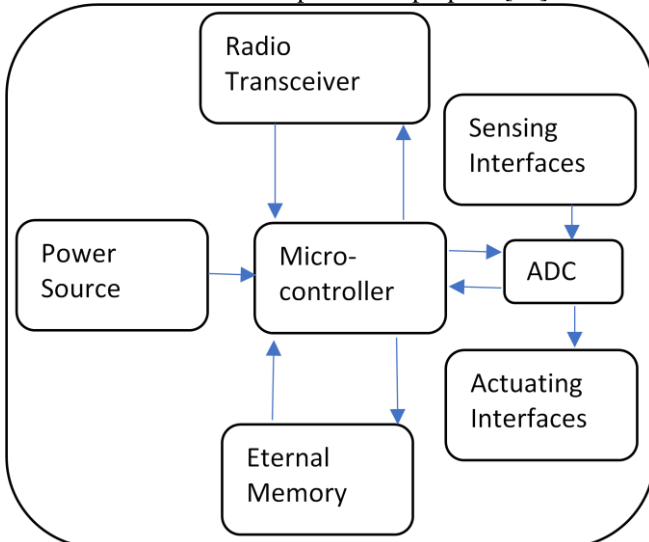 Radio
Transceiver
Sensing
Interfaces
Power
Source
Micro-
controller
ADC
Actuating
Interfaces
Eternal
Memory